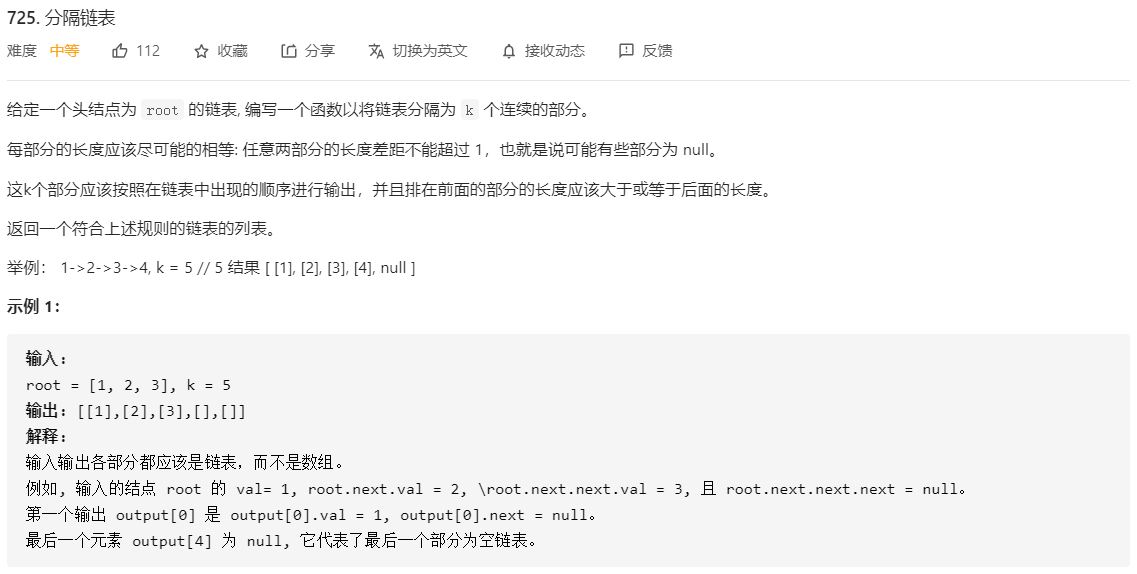 725. 分隔链表
难度 中等 112 收藏 分享 切换为英文 接收动态 反馈
给定一个头结点为 root 的链表, 编写一个函数以将链表分隔为 k 个连续的部分。
每部分的长度应该尽可能的相等: 任意两部分的长度差距不能超过 1，也就是说可能有些部分为 null。
这k个部分应该按照在链表中出现的顺序进行输出，并且排在前面的部分的长度应该大于或等于后面的长度。
返回一个符合上述规则的链表的列表。
举例： 1->2->3->4, k = 5 // 5 结果 [ [1], [2], [3], [4], null ]
示例 1：
输入：
root = [1, 2, 3], k = 5
输出：[[1],[2],[3],[],[]]
解释：
输入输出各部分都应该是链表，而不是数组。
例如, 输入的结点 root 的 val= 1, root.next.val = 2, \root.next.next.val = 3, 且 root.next.next.next = null。
第一个输出 output[0] 是 output[0].val = 1, output[0].next = null。
最后一个元素 output[4] 为 null, 它代表了最后一个部分为空链表。